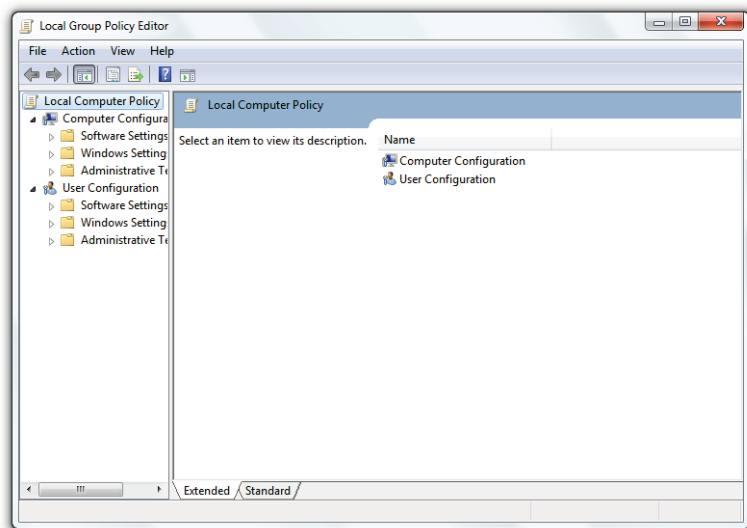 Local Group Policy Editor
File Action View Help
Local Computer Policy
Computer Configura
Software Settings
Windows Setting
Administrative Te
User Configuration
Software Settings
Windows Setting
Administrative Te
Local Computer Policy
Select an item to view its description.
Name
Computer Configuration
User Configuration
Extended Standard